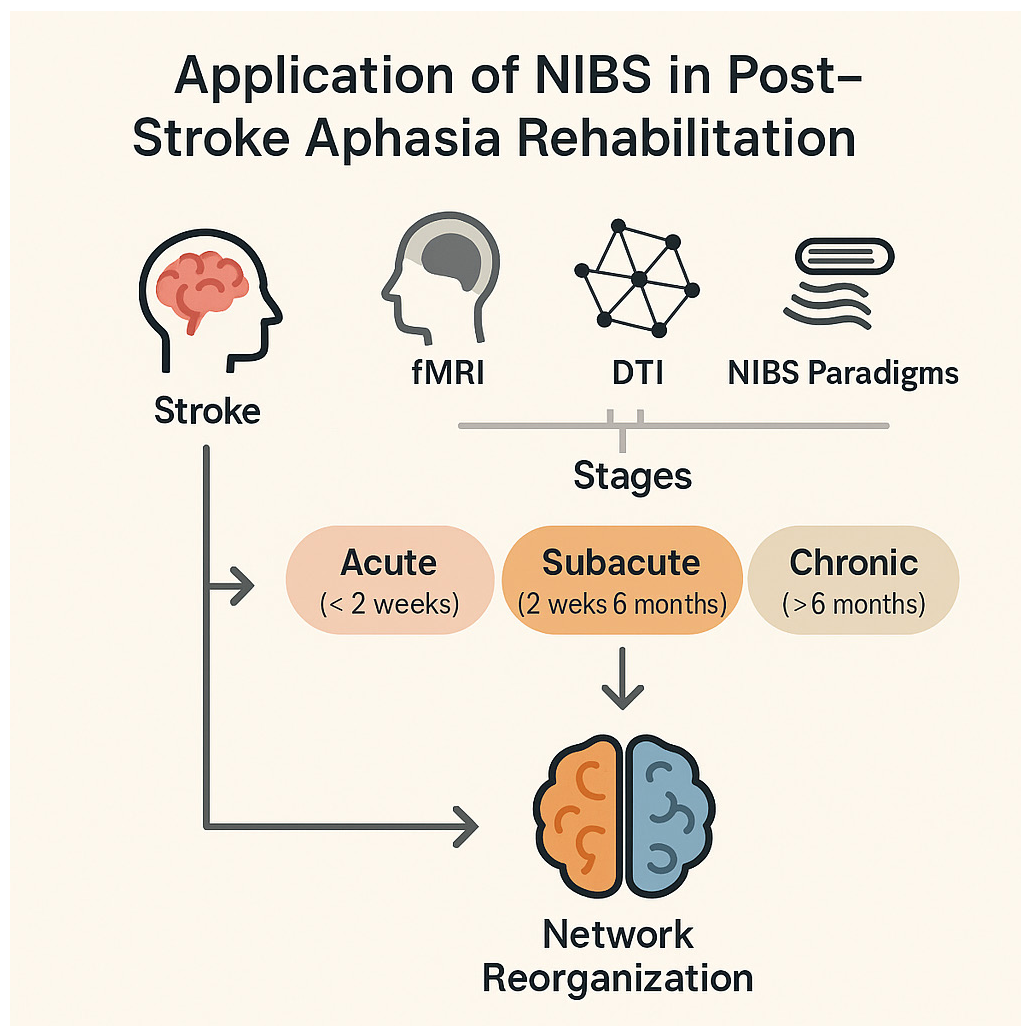 Application of NIBS in Post–
Stroke Aphasia Rehabilitation
Stroke
fMRI
DTI
NIBS Paradigms
Stages
Acute
(< 2 weeks)
Subacute
(2 weks 6 months)
Chronic
(>6 months)
Network
Reorganization